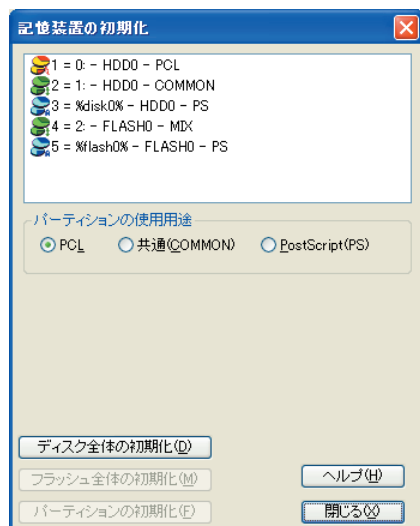 記憶装置の初期化
1 = 0: - HDD0 - PCL
2 = 1: - HDD0 - COMMON
3 = %disk0% - HDD0 - PS
4 = 2: - FLASH0 - MIX
5 = %flash0% - FLASH0 - PS
パーティションの使用用途
PCL 共通(COMMON) PostScript(PS)
ディスク全体の初期化(D)
フラッシュ全体の初期化(M) ヘルプ(H)
パーティションの初期化(F) 閉じる(X)